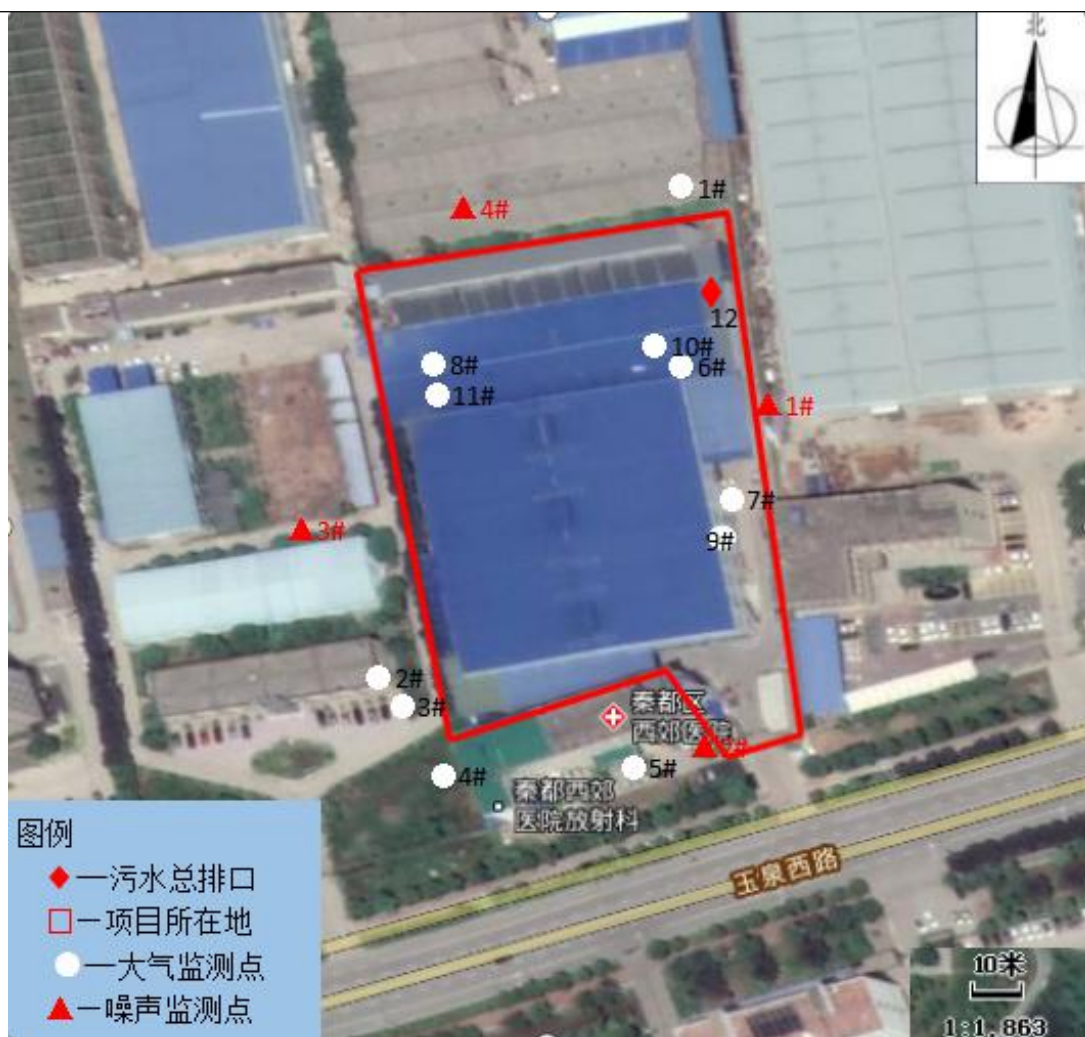 北
1#
4#
12
10#
8#
6#
11#
1#
7#
3#
9#
2#
3#
秦都区
西郊医院
4#
5#
秦都西郊
医院放射科
玉泉西路
图例
一污水总排口
一项目所在地
一大气监测点
一噪声监测点
10米
1:1,863